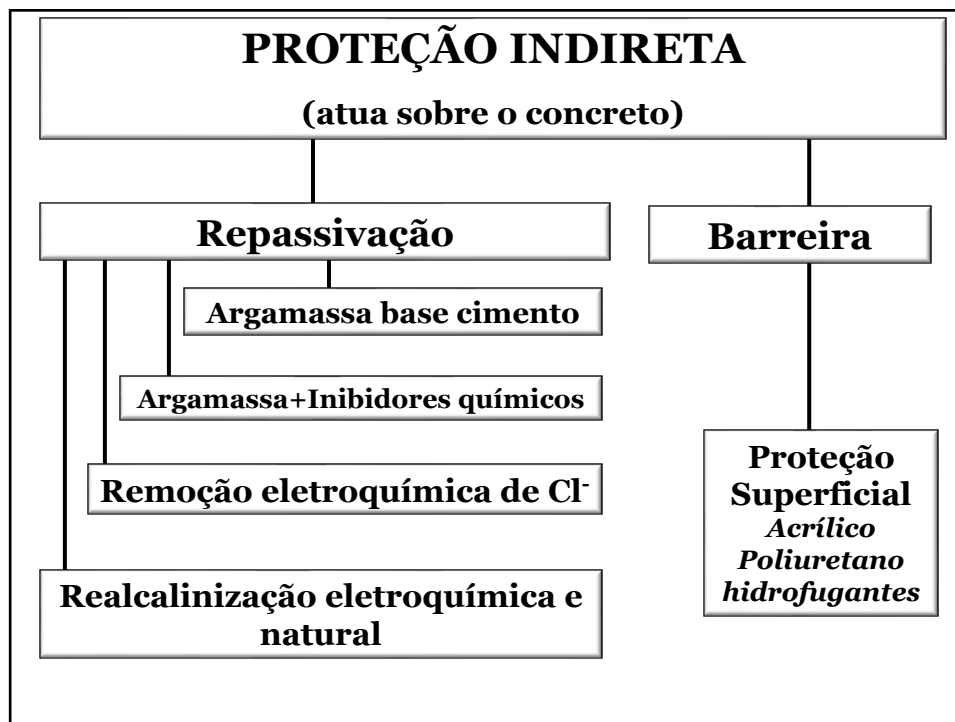 PROTEÇÃO INDIRETA
(atua sobre o concreto)
Repassivação
Barreira
Argamassa base cimento
Argamassa+Inibidores químicos
Remoção eletroquímica de Cl⁻
Realcalinização eletroquímica e
natural
Proteção
Superficial
Acrílico
Poliuretano
hidrofugantes